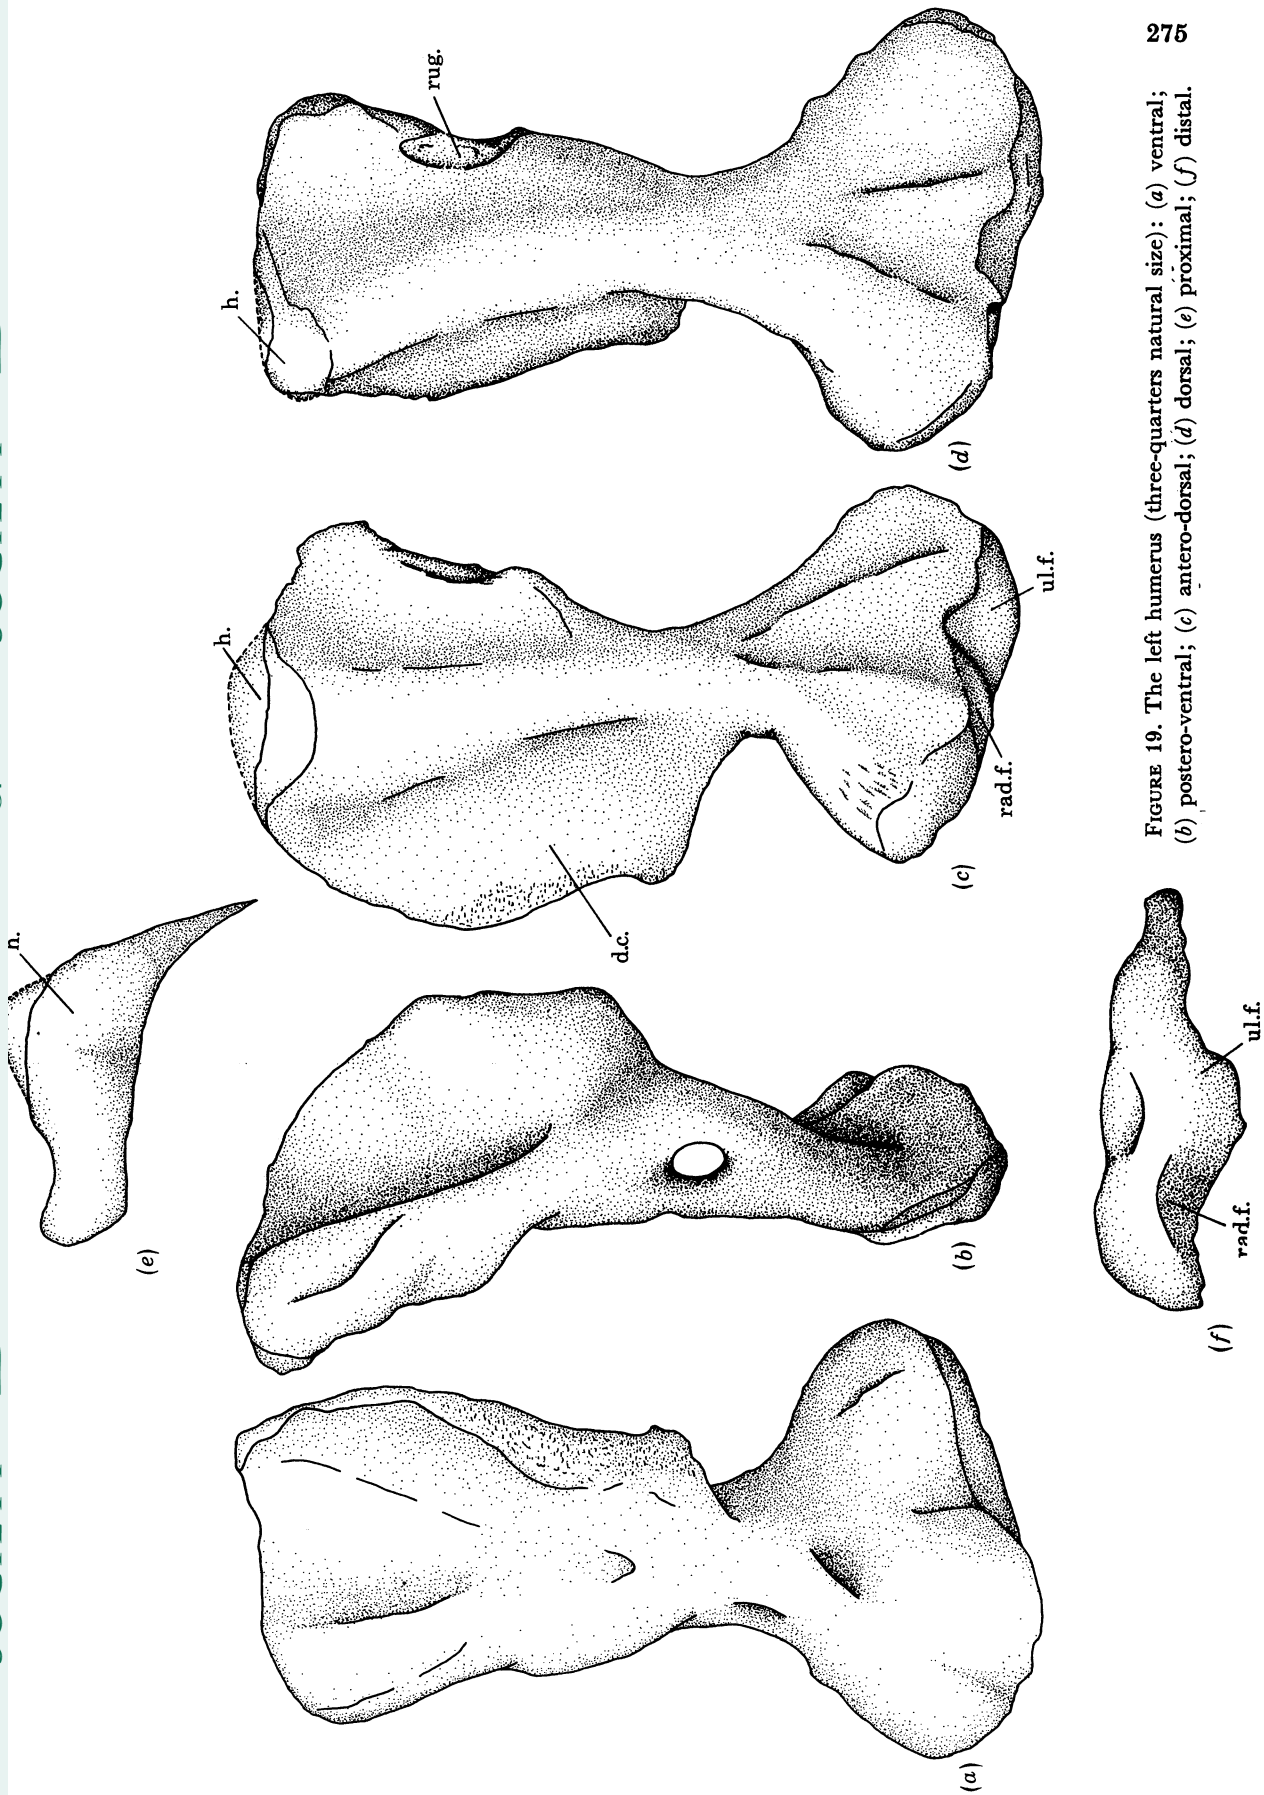 275
rug.
h.
(d)
h.
d.c.
rad.f.
ul.f.
(c)
(e)
(b)
(a)
ul.f.
rad.f.
(f)
FIGURE 19. The left humerus (three-quarters natural size): (a) ventral;
(b) postero-ventral; (c) antero-dorsal; (d) dorsal; (e) proximal; (f) distal.